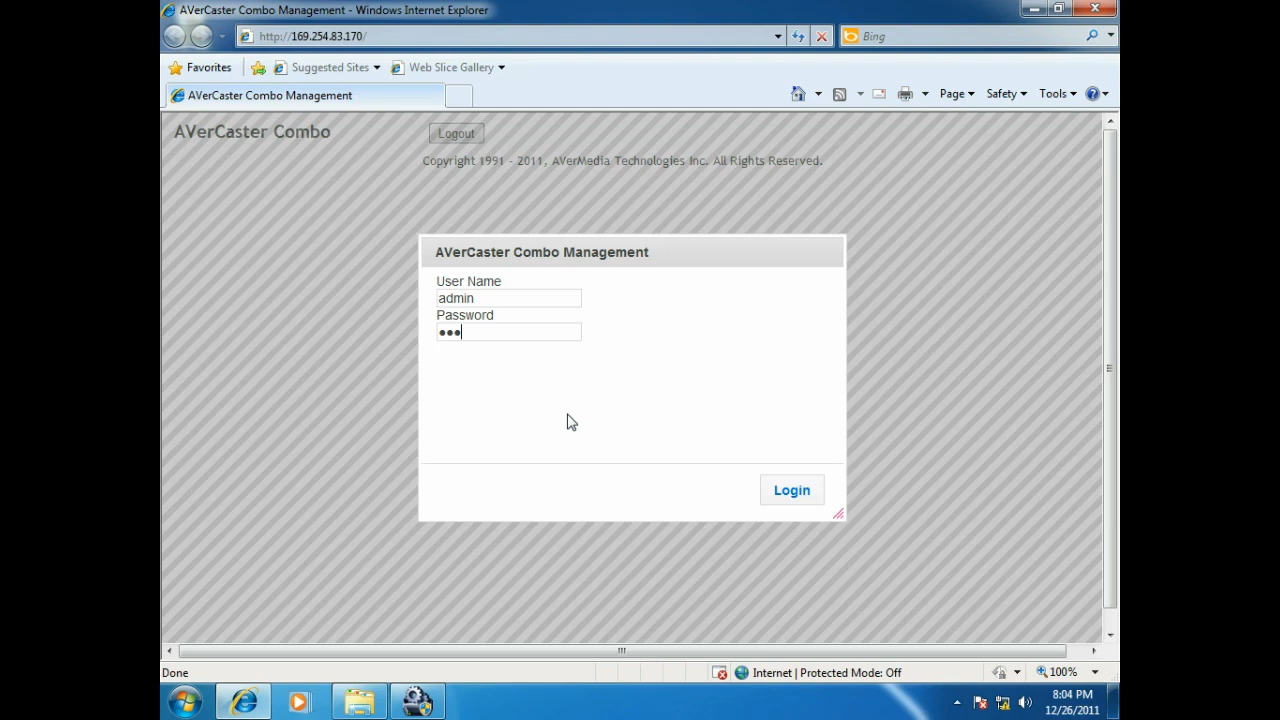 AVerCaster Combo Management - Windows Internet Explorer
http://169.254.83.170/
Bing
Favorites
Suggested Sites
Web Slice Gallery
AVerCaster Combo Management
Page
Safety
Tools
AVerCaster Combo
Logout
Copyright 1991 - 2011, AVerMedia Technologies Inc. All Rights Reserved.
AVerCaster Combo Management
User Name
admin
Password
●●●
Login
Done
Internet | Protected Mode: Off
100%
8:04 PM
12/26/2011